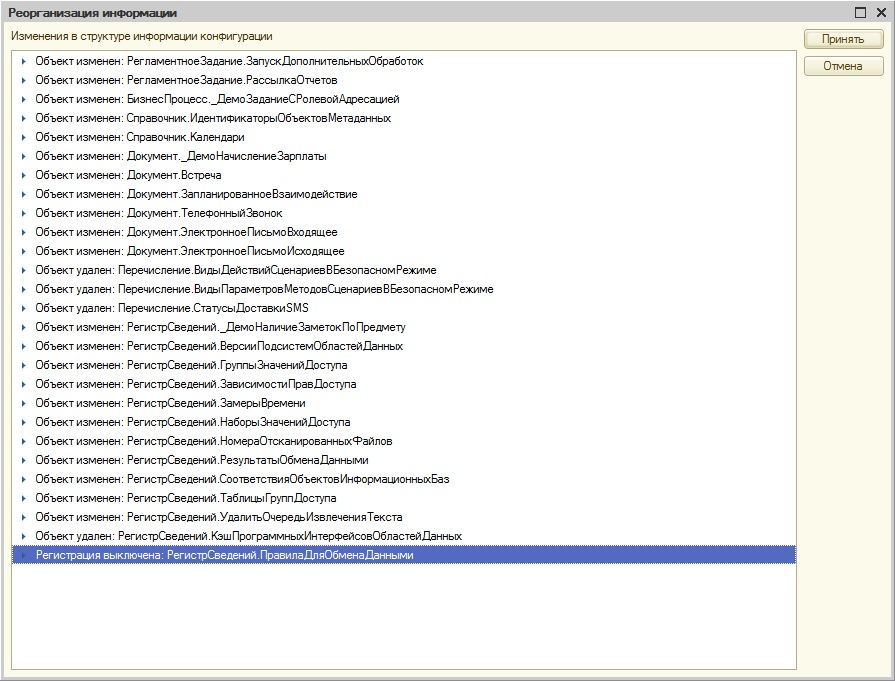 Реорганизация информации
Изменения в структуре информации конфигурации
Принять
Отмена
Объект изменен: РегламентноеЗадание.ЗапускДополнительныхОбработок
Объект изменен: РегламентноеЗадание.РассылкаОтчетов
Объект изменен: БизнесПроцесс._ДемоЗаданиеСРолевойАдресацией
Объект изменен: Справочник.ИдентификаторыОбъектовМетаданных
Объект изменен: Справочник.Календари
Объект изменен: Документ._ДемоНачислениеЗарплаты
Объект изменен: Документ.Встреча
Объект изменен: Документ.ЗапланированноеВзаимодействие
Объект изменен: Документ.ТелефонныйЗвонок
Объект изменен: Документ.ЭлектронноеПисьмоВходящее
Объект изменен: Документ.ЭлектронноеПисьмоИсходящее
Объект удален: Перечисление.ВидыДействийСценариевВБезопасномРежиме
Объект удален: Перечисление.ВидыПараметровМетодовСценариевВБезопасномРежиме
Объект удален: Перечисление.СтатусыДоставкиSMS
Объект изменен: РегистрСведений._ДемоНаличиеЗаметокПоПредмету
Объект изменен: РегистрСведений.ВерсииПодсистемОбластейДанных
Объект изменен: РегистрСведений.ГруппыЗначенийДоступа
Объект изменен: РегистрСведений.ЗависимостиПравДоступа
Объект изменен: РегистрСведений.ЗамерыВремени
Объект изменен: РегистрСведений.НаборыЗначенийДоступа
Объект изменен: РегистрСведений.НомераОтсканированныхФайлов
Объект изменен: РегистрСведений.РезультатыОбменаДанными
Объект изменен: РегистрСведений.СоответствияОбъектовИнформационныхБаз
Объект изменен: РегистрСведений.ТаблицыГруппДоступа
Объект изменен: РегистрСведений.УдалитьОчередьИзвлеченияТекста
Объект удален: РегистрСведений.КэшПрограммныхИнтерфейсовОбластейДанных
Регистрация выключена: РегистрСведений.ПравилаДляОбменаДанными